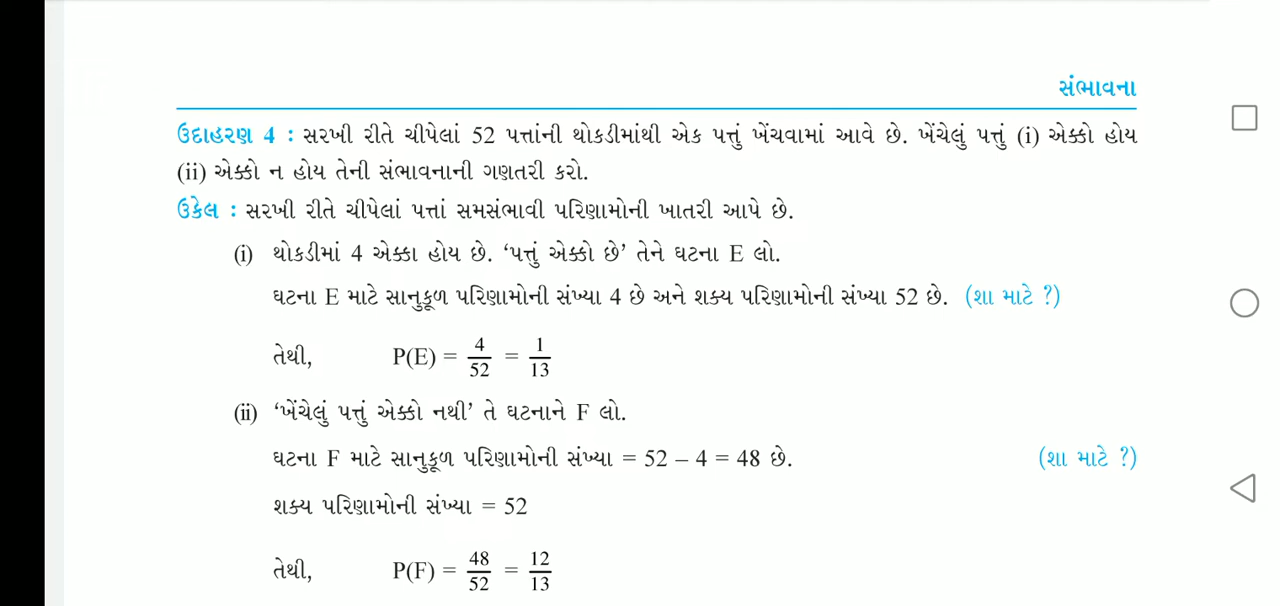 સંભાવના
ઉદાહરણ 4 : સરખી રીતે ચીપેલાં 52 પત્તાંની થોકડીમાંથી એક પત્તું ખેંચવામાં આવે છે. ખેંચેલું પત્તું (i) એક્કો હોય
(ii) એક્કો ન હોય તેની સંભાવનાની ગણતરી કરો.
ઉકેલ : સરખી રીતે ચીપેલાં પત્તાં સમસંભાવી પરિણામોની ખાતરી આપે છે.
(i) થોકડીમાં 4 એક્કા હોય છે. ‘પત્તું એક્કો છે’ તેને ઘટના E લો.
ઘટના E માટે સાનુકૂળ પરિણામોની સંખ્યા 4 છે અને શક્ય પરિણામોની સંખ્યા 52 છે. (શા માટે ?)
તેથી, P(E) = 4/52 = 1/13
(ii) ‘ખેંચેલું પત્તું એક્કો નથી’ તે ઘટનાને F લો.
ઘટના F માટે સાનુકૂળ પરિણામોની સંખ્યા = 52 – 4 = 48 છે. (શા માટે ?)
શક્ય પરિણામોની સંખ્યા = 52
તેથી, P(F) = 48/52 = 12/13